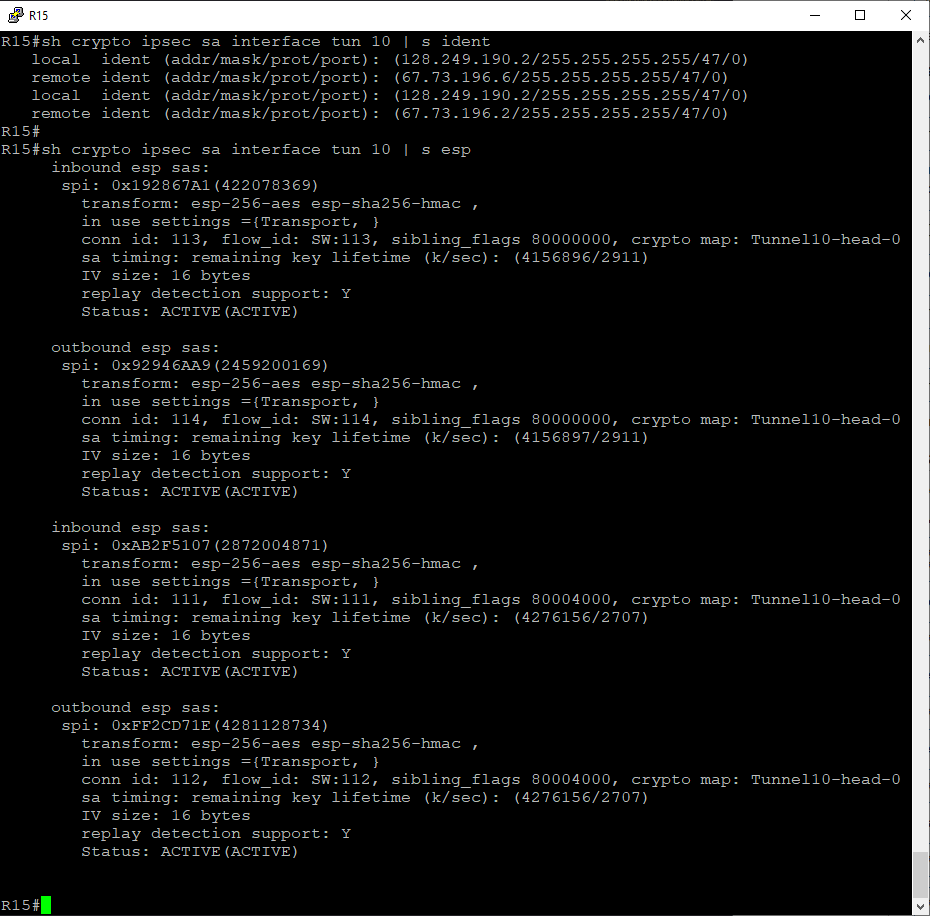 R15
R15#sh crypto ipsec sa interface tun 10 | s ident
local  ident (addr/mask/prot/port): (128.249.190.2/255.255.255.255/47/0)
remote ident (addr/mask/prot/port): (67.73.196.6/255.255.255.255/47/0)
local  ident (addr/mask/prot/port): (128.249.190.2/255.255.255.255/47/0)
remote ident (addr/mask/prot/port): (67.73.196.2/255.255.255.255/47/0)
R15#
R15#sh crypto ipsec sa interface tun 10 | s esp
inbound esp sas:
spi: 0x192867A1(422078369)
transform: esp-256-aes esp-sha256-hmac ,
in use settings ={Transport, }
conn id: 113, flow_id: SW:113, sibling_flags 80000000, crypto map: Tunnel10-head-0
sa timing: remaining key lifetime (k/sec): (4156896/2911)
IV size: 16 bytes
replay detection support: Y
Status: ACTIVE(ACTIVE)
outbound esp sas:
spi: 0x92946AA9(2459200169)
transform: esp-256-aes esp-sha256-hmac ,
in use settings ={Transport, }
conn id: 114, flow_id: SW:114, sibling_flags 80000000, crypto map: Tunnel10-head-0
sa timing: remaining key lifetime (k/sec): (4156897/2911)
IV size: 16 bytes
replay detection support: Y
Status: ACTIVE(ACTIVE)
inbound esp sas:
spi: 0xAB2F5107(2872004871)
transform: esp-256-aes esp-sha256-hmac ,
in use settings ={Transport, }
conn id: 111, flow_id: SW:111, sibling_flags 80004000, crypto map: Tunnel10-head-0
sa timing: remaining key lifetime (k/sec): (4276156/2707)
IV size: 16 bytes
replay detection support: Y
Status: ACTIVE(ACTIVE)
outbound esp sas:
spi: 0xFF2CD71E(4281128734)
transform: esp-256-aes esp-sha256-hmac ,
in use settings ={Transport, }
conn id: 112, flow_id: SW:112, sibling_flags 80004000, crypto map: Tunnel10-head-0
sa timing: remaining key lifetime (k/sec): (4276156/2707)
IV size: 16 bytes
replay detection support: Y
Status: ACTIVE(ACTIVE)
R15#